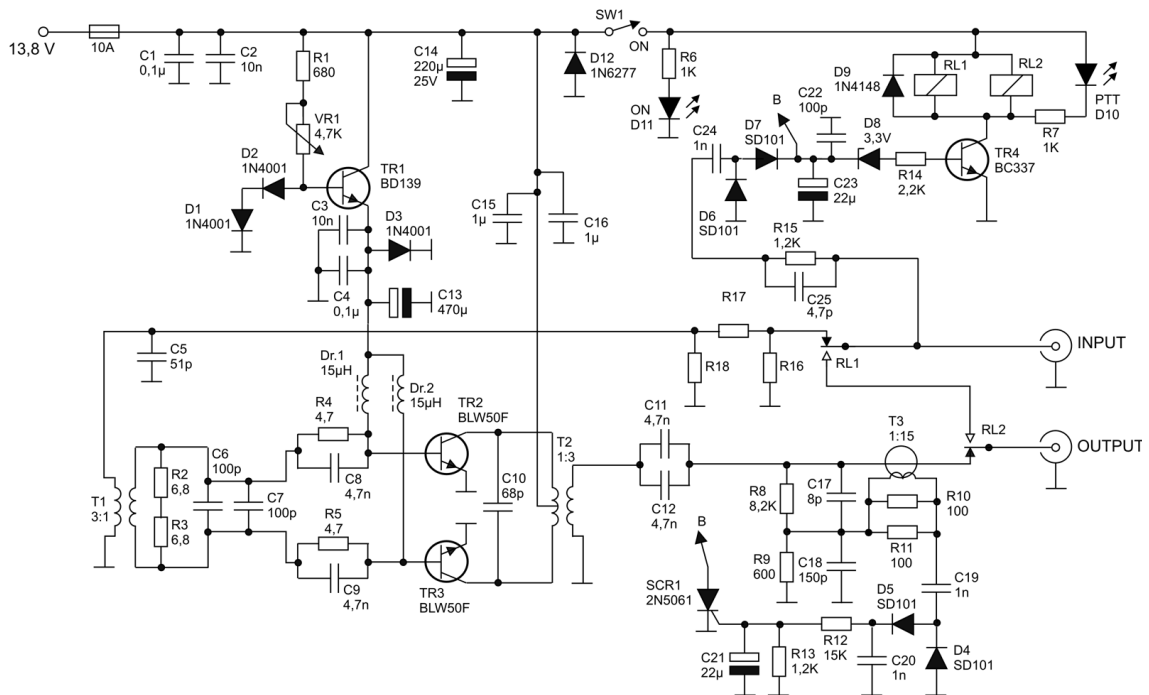 13,8 V
10A
C1
0,1µ
C2
10n
R1
680
VR1
4,7K
D2
1N4001
D1
1N4001
TR1
BD139
C3
10n
D3
1N4001
C4
0,1µ
C13
470µ
C14
220µ
25V
C15
1µ
C16
1µ
D12
1N6277
SW1
ON
R6
1K
ON
D11
C24
1n
D7
SD101
B
C22
100p
D8
3,3V
D6
SD101
C23
22µ
R14
2,2K
D9
1N4148
RL1
RL2
R7
1K
PTT
D10
TR4
BC337
R15
1,2K
C25
4,7p
R17
R18
R16
RL1
INPUT
C5
51p
Dr.1
15µH
Dr.2
15µH
TR2
BLW50F
R4
4,7
C8
4,7n
T1
3:1
R2
6,8
R3
6,8
C6
100p
C7
100p
R5
4,7
C9
4,7n
TR3
BLW50F
C10
68p
T2
1:3
C11
4,7n
C12
4,7n
T3
1:15
RL2
OUTPUT
R8
8,2K
C17
8p
R10
100
R11
100
R9
600
C18
150p
B
SCR1
2N5061
C19
1n
D5
SD101
R12
15K
C21
22µ
R13
1,2K
C20
1n
D4
SD101